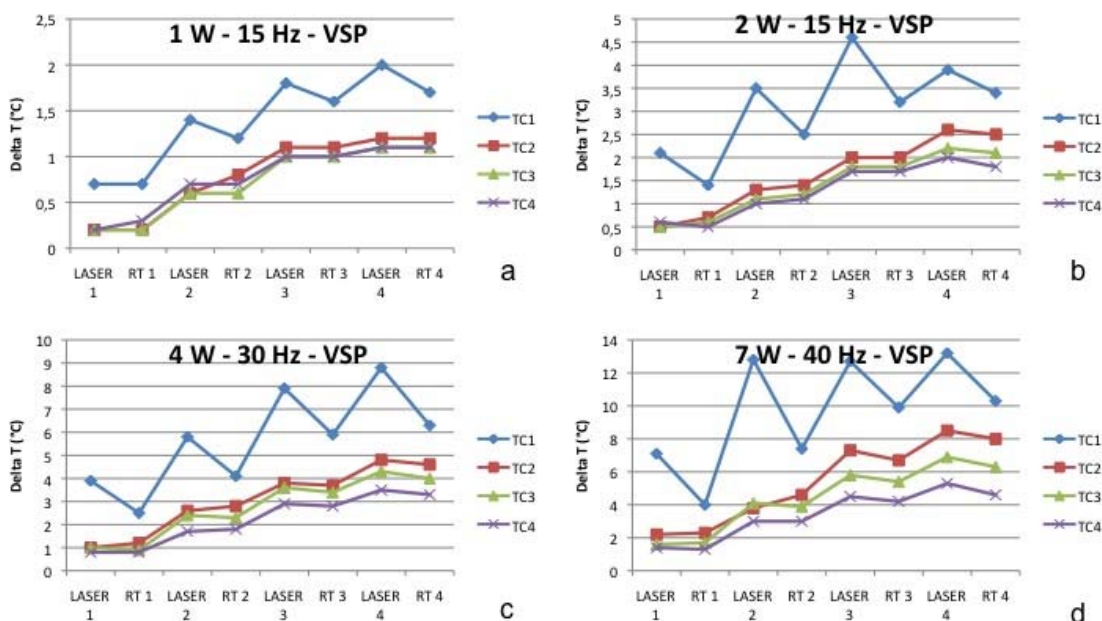 1 W - 15 Hz - VSP
Delta T (°C)
2,5
2
1,5
1
0,5
0
LASER 1
RT 1
LASER 2
RT 2
LASER 3
RT 3
LASER 4
RT 4
TC1
TC2
TC3
TC4
a
2 W - 15 Hz - VSP
Delta T (°C)
5
4,5
4
3,5
3
2,5
2
1,5
1
0,5
0
LASER 1
RT 1
LASER 2
RT 2
LASER 3
RT 3
LASER 4
RT 4
TC1
TC2
TC3
TC4
b
4 W - 30 Hz - VSP
Delta T (°C)
10
9
8
7
6
5
4
3
2
1
0
LASER 1
RT 1
LASER 2
RT 2
LASER 3
RT 3
LASER 4
RT 4
TC1
TC2
TC3
TC4
c
7 W - 40 Hz - VSP
Delta T (°C)
14
12
10
8
6
4
2
0
LASER 1
RT 1
LASER 2
RT 2
LASER 3
RT 3
LASER 4
RT 4
TC1
TC2
TC3
TC4
d